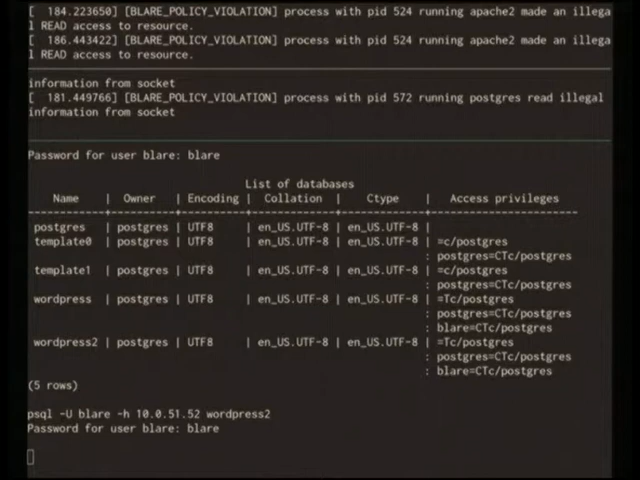 [  184.223650] [BLARE_POLICY_VIOLATION] process with pid 524 running apache2 made an illega
l READ access to resource.
[  186.443422] [BLARE_POLICY_VIOLATION] process with pid 524 running apache2 made an illega
l READ access to resource.
information from socket
[  181.449766] [BLARE_POLICY_VIOLATION] process with pid 572 running postgres read illegal
information from socket
Password for user blare: blare
List of databases
Name | Owner | Encoding | Collation | Ctype | Access privileges
-----------+----------+----------+-------------+-------------+-----------------------
postgres | postgres | UTF8 | en_US.UTF-8 | en_US.UTF-8 |
template0 | postgres | UTF8 | en_US.UTF-8 | en_US.UTF-8 | =c/postgres
: postgres=CTc/postgres
template1 | postgres | UTF8 | en_US.UTF-8 | en_US.UTF-8 | =c/postgres
: postgres=CTc/postgres
wordpress | postgres | UTF8 | en_US.UTF-8 | en_US.UTF-8 | =Tc/postgres
: postgres=CTc/postgres
: blare=CTc/postgres
wordpress2 | postgres | UTF8 | en_US.UTF-8 | en_US.UTF-8 | =Tc/postgres
: postgres=CTc/postgres
: blare=CTc/postgres
(5 rows)
psql -U blare -h 10.0.51.52 wordpress2
Password for user blare: blare